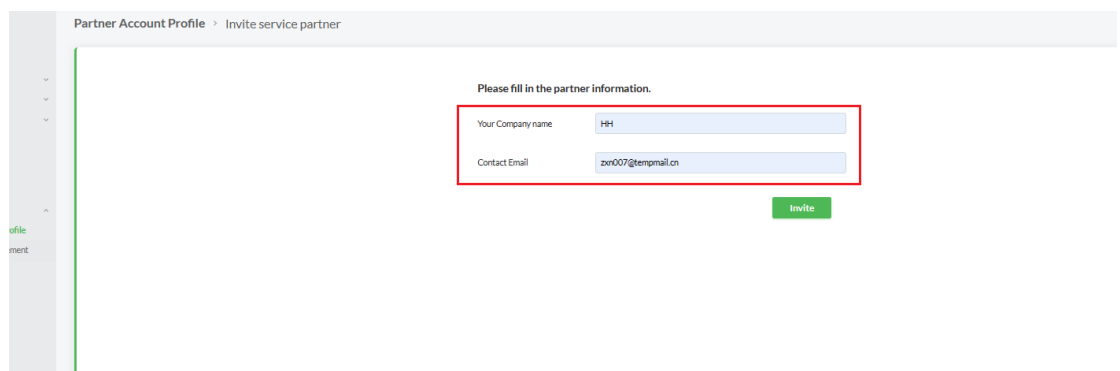 Partner Account Profile > Invite service partner
Please fill in the partner information.
Your Company name HH
Contact Email zxn007@tempmail.cn
Invite
ofile
ement